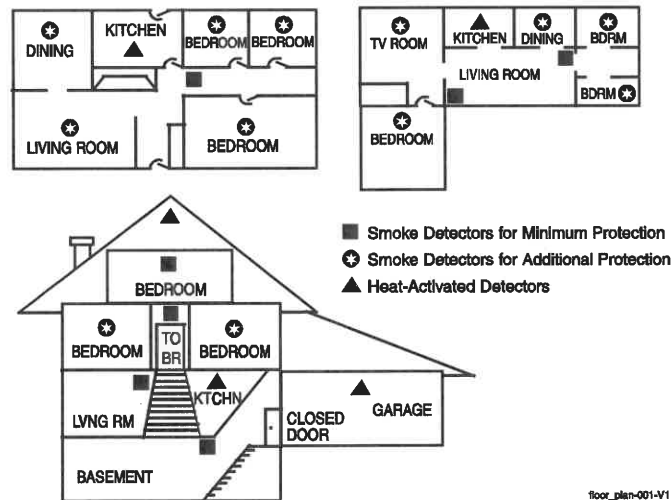 DINING
KITCHEN
BEDROOM
BEDROOM
LIVING ROOM
BEDROOM
TV ROOM
KITCHEN
DINING
BDRM
LIVING ROOM
BDRM
BEDROOM
Smoke Detectors for Minimum Protection
Smoke Detectors for Additional Protection
Heat-Activated Detectors
BEDROOM
BEDROOM
TO
BR
BEDROOM
LVNG RM
KTCHN
CLOSED
DOOR
GARAGE
BASEMENT
floor_plan-001-V1